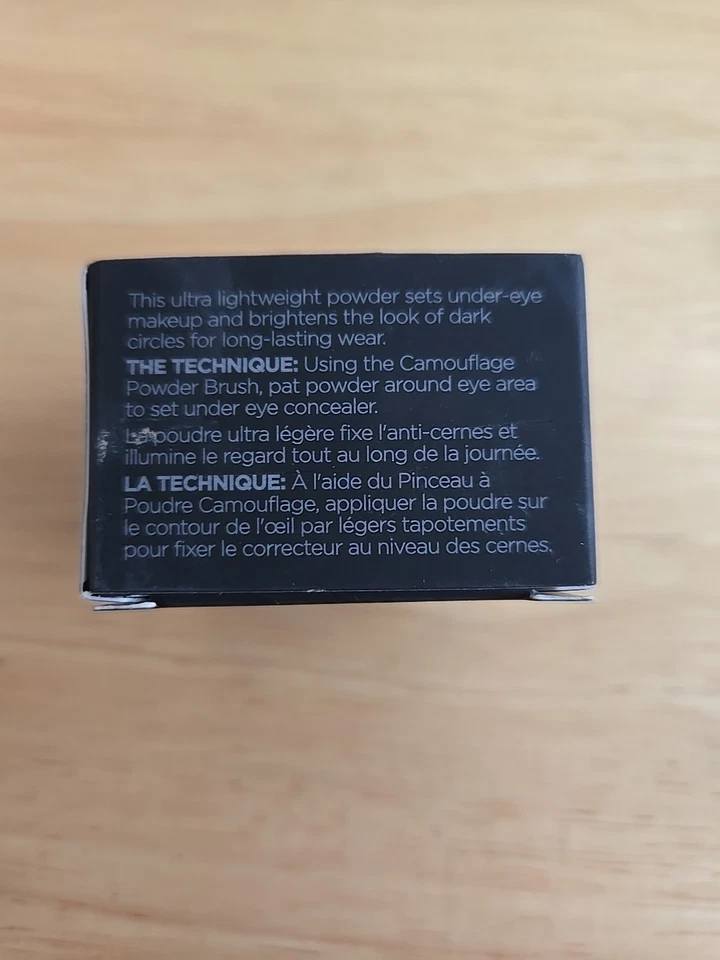 This ultra lightweight powder sets under-eye
makeup and brightens the look of dark
circles for long-lasting wear.
THE TECHNIQUE: Using the Camouflage
Powder Brush, pat powder around eye area
to set under eye concealer.
La poudre ultra légère fixe l'anti-cernes et
illumine le regard tout au long de la journée.
LA TECHNIQUE: À l'aide du Pinceau à
Poudre Camouflage, appliquer la poudre sur
le contour de l'œil par légers tapotements
pour fixer le correcteur au niveau des cernes.